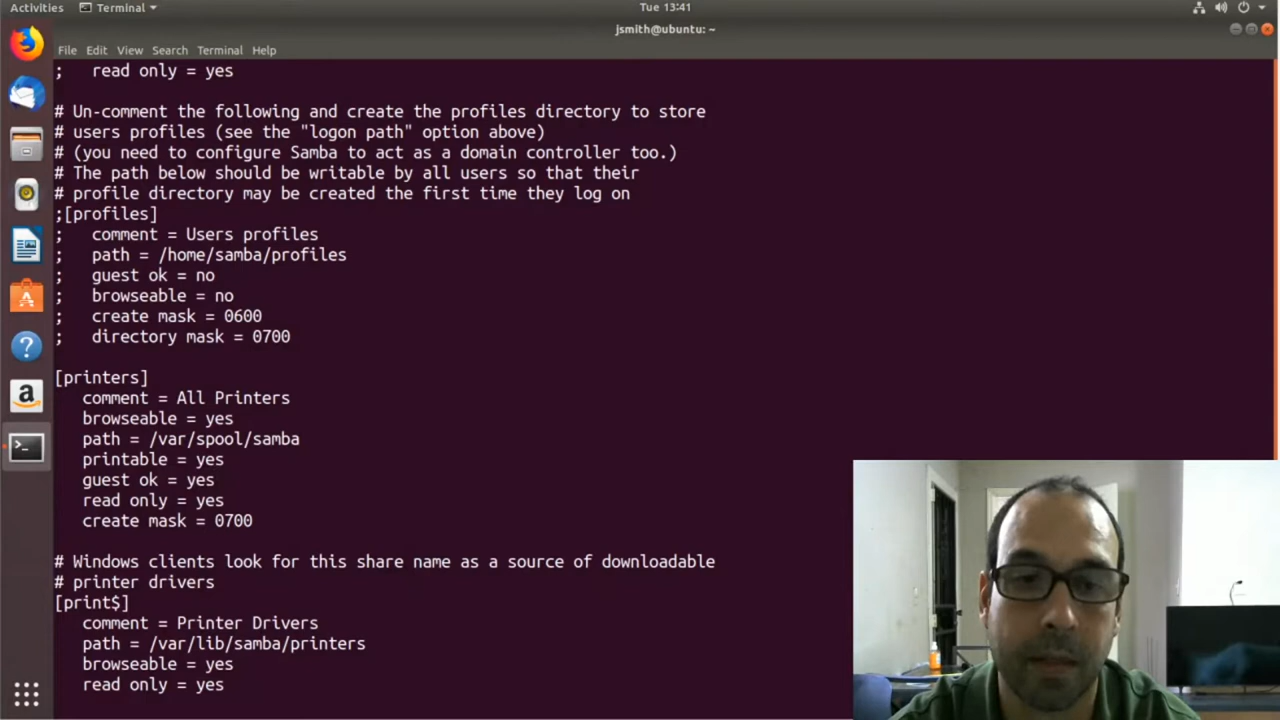 Activities Terminal Tue 13:41
jsmith@ubuntu: ~
File Edit View Search Terminal Help
;   read only = yes
# Un-comment the following and create the profiles directory to store
# users profiles (see the "logon path" option above)
# (you need to configure Samba to act as a domain controller too.)
# The path below should be writable by all users so that their
# profile directory may be created the first time they log on
;[profiles]
;   comment = Users profiles
;   path = /home/samba/profiles
;   guest ok = no
;   browseable = no
;   create mask = 0600
;   directory mask = 0700
[printers]
   comment = All Printers
   browseable = yes
   path = /var/spool/samba
   printable = yes
   guest ok = yes
   read only = yes
   create mask = 0700
# Windows clients look for this share name as a source of downloadable
# printer drivers
[print$]
   comment = Printer Drivers
   path = /var/lib/samba/printers
   browseable = yes
   read only = yes